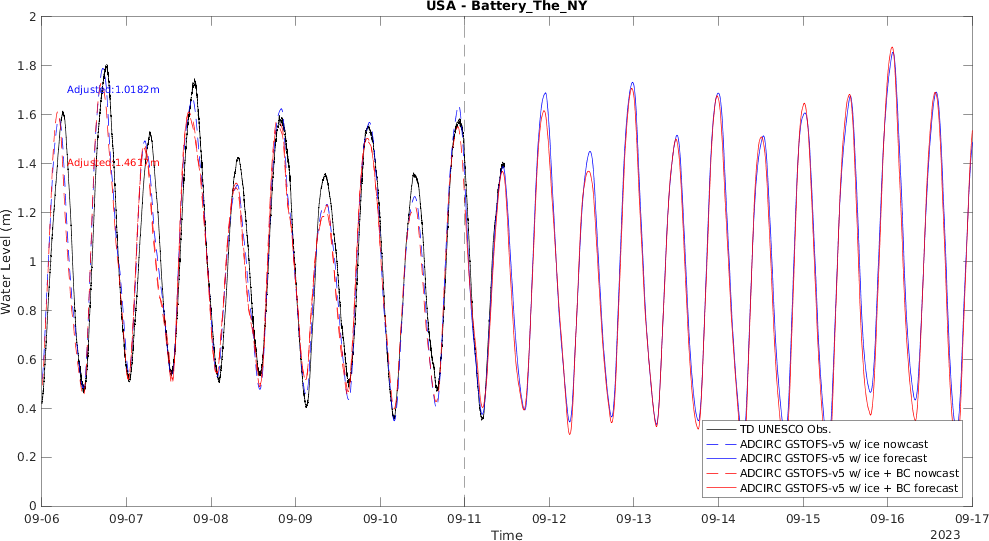 USA - Battery_The_NY
2
1.8
1.6
1.4
1.2
1
0.8
0.6
0.4
0.2
0
Water Level (m)
Adjusted:1.0182m
TD UNESCO Obs.
ADCIRC GSTOFS-v5 w/ ice nowcast
ADCIRC GSTOFS-v5 w/ ice forecast
ADCIRC GSTOFS-v5 w/ ice + BC nowcast
ADCIRC GSTOFS-v5 w/ ice + BC forecast
09-06 09-07 09-08 09-09 09-10 09-11 09-12 09-13 09-14 09-15 09-16 09-17
Time
2023